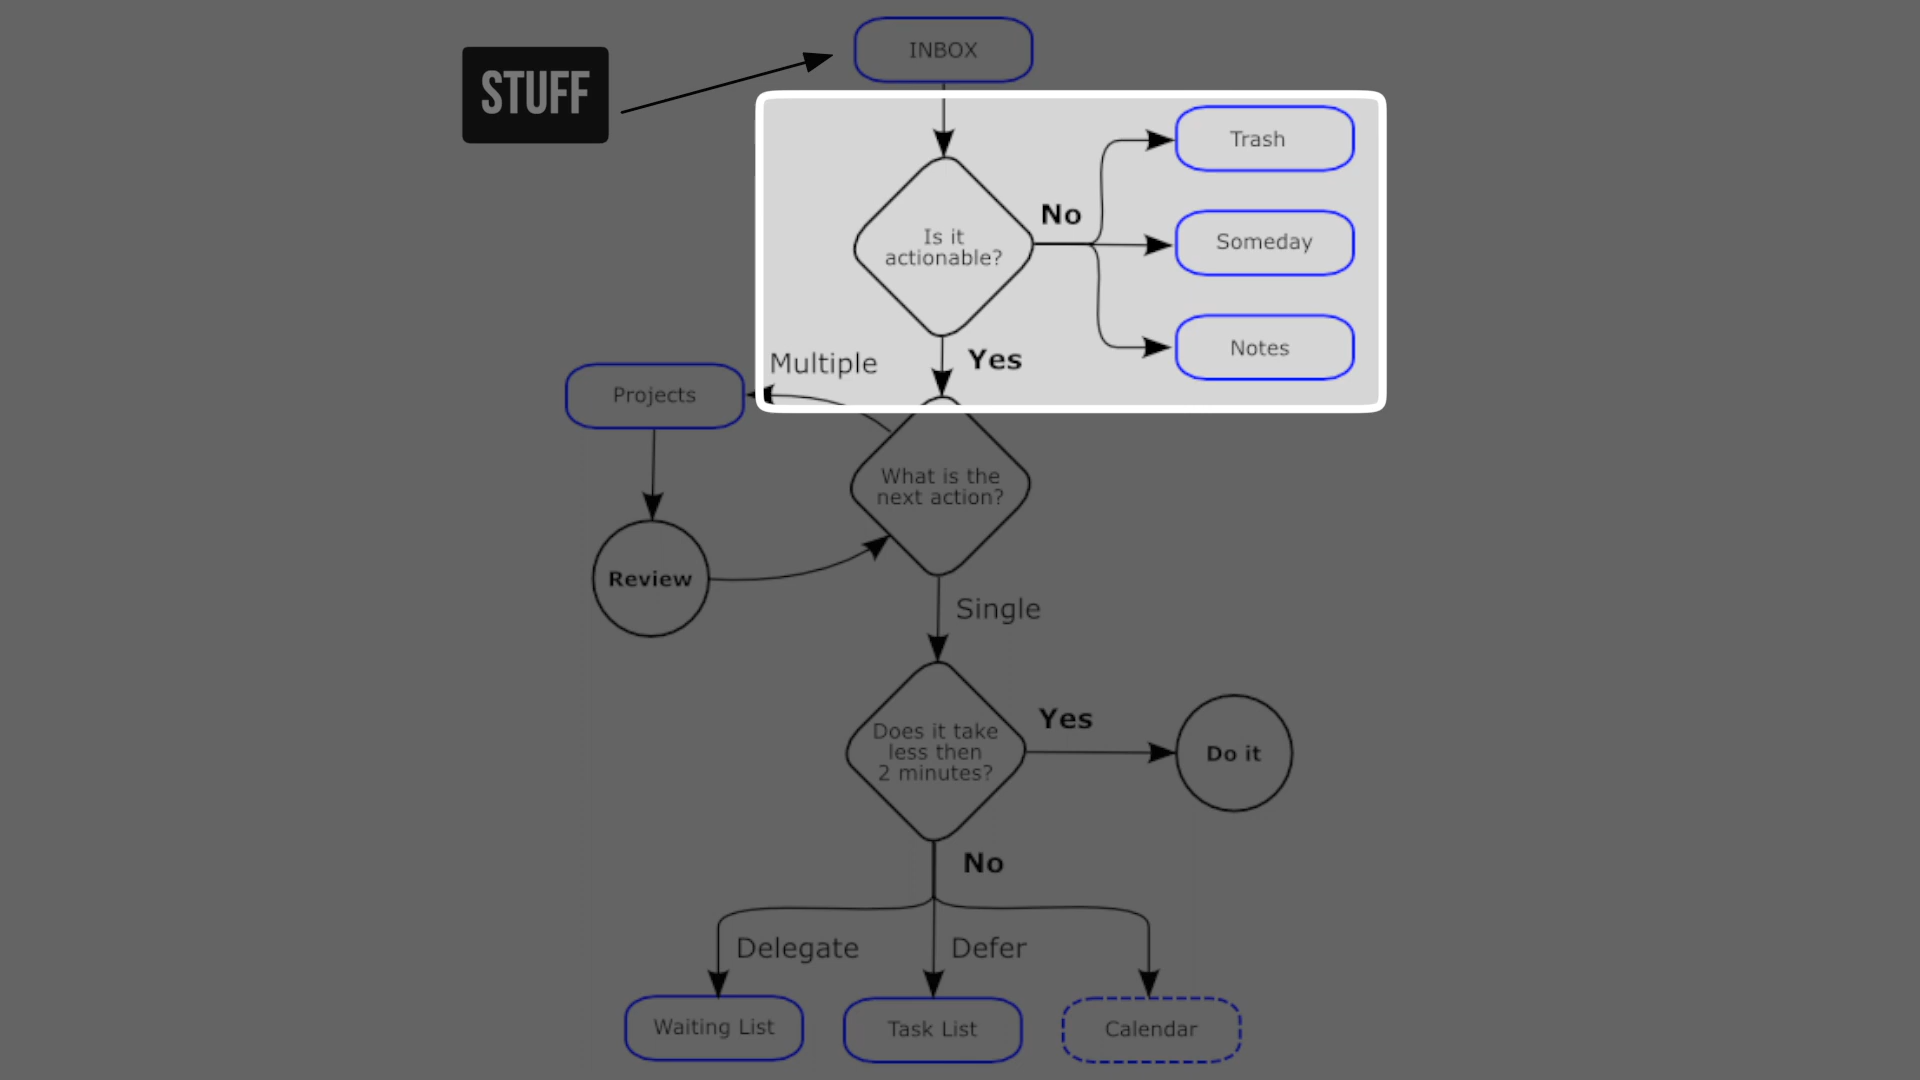 INBOX
STUFF
Trash
No
Is it
actionable?
Someday
Notes
Yes
Multiple
Projects
What is the
next action?
Review
Single
Does it take
less then
2 minutes?
Yes
Do it
No
Delegate
Defer
Waiting List
Task List
Calendar